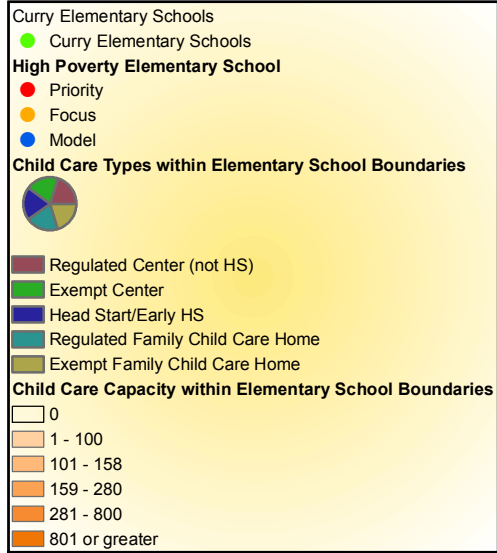 Curry Elementary Schools
Curry Elementary Schools
High Poverty Elementary School
Priority
Focus
Model
Child Care Types within Elementary School Boundaries
Regulated Center (not HS)
Exempt Center
Head Start/Early HS
Regulated Family Child Care Home
Exempt Family Child Care Home
Child Care Capacity within Elementary School Boundaries
0
1 - 100
101 - 158
159 - 280
281 - 800
801 or greater